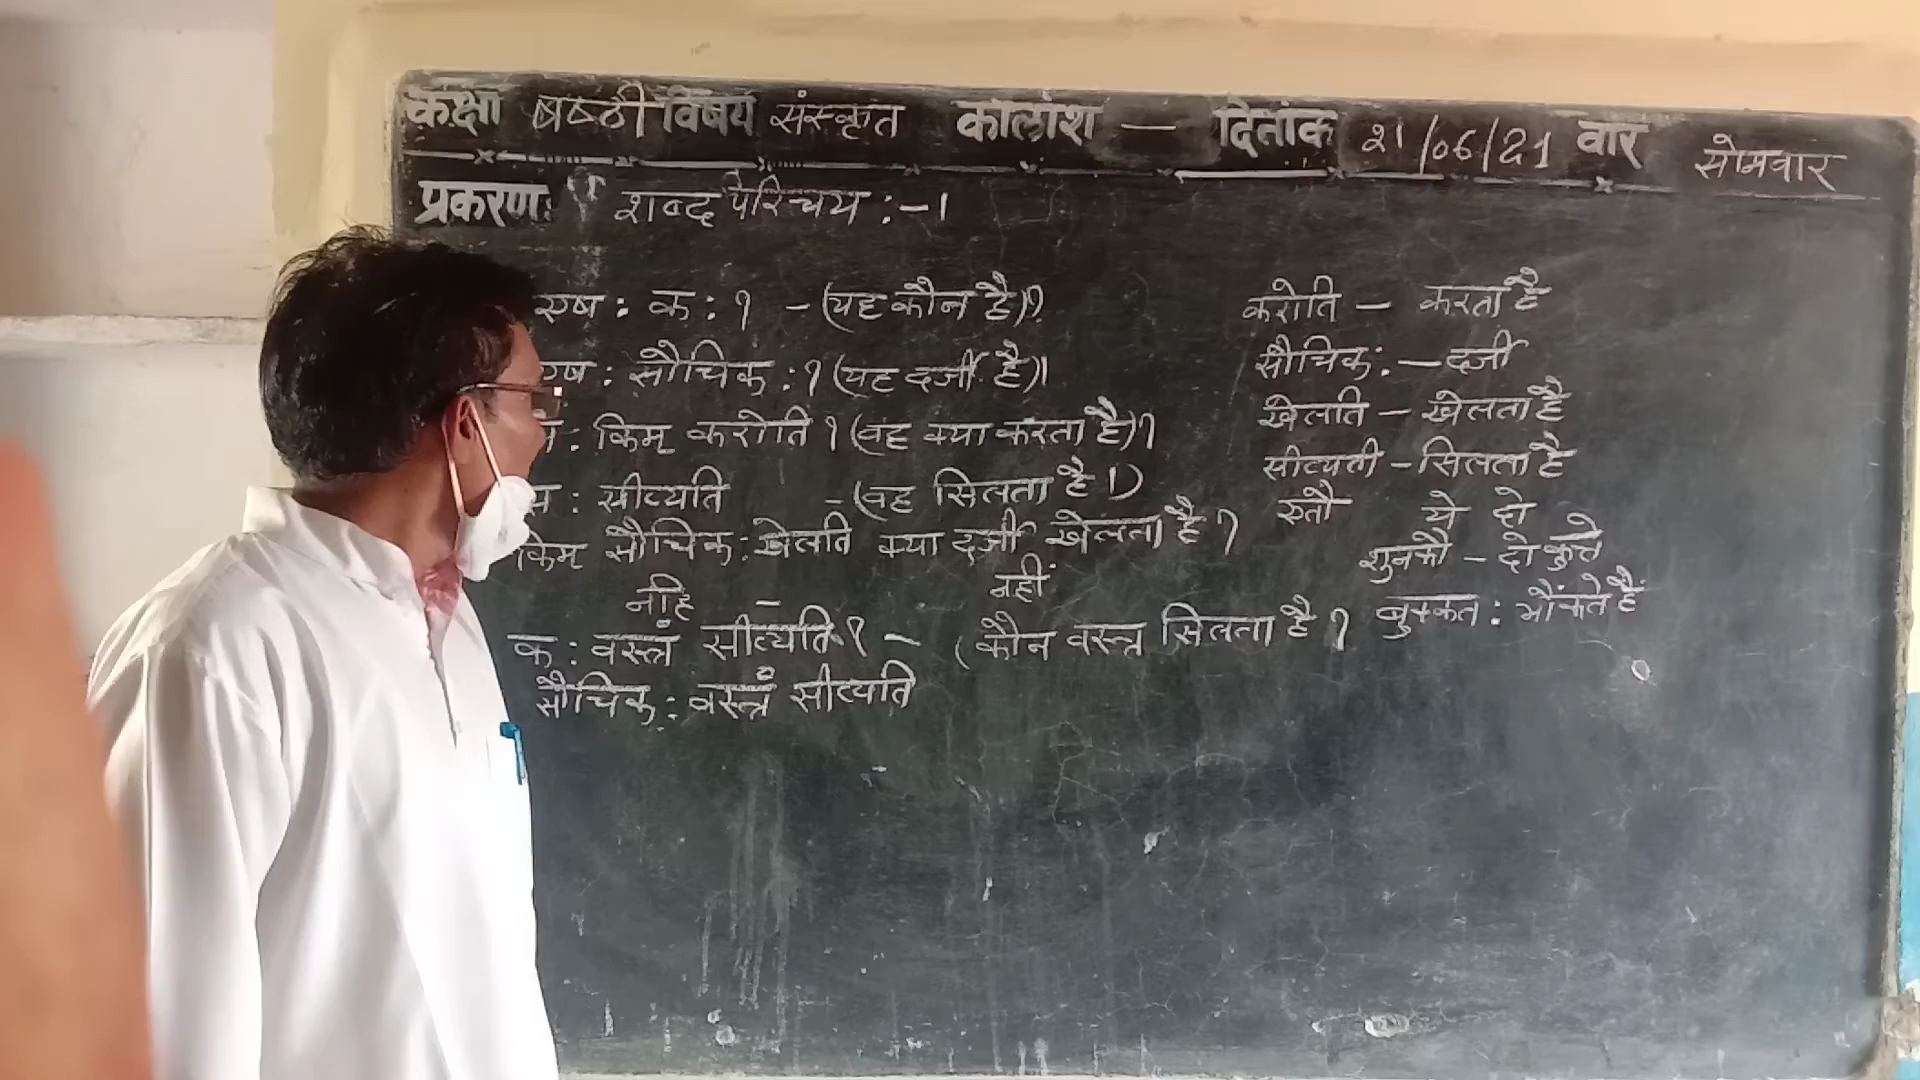 कक्षा षष्ठी विषय संस्कृत कालांश — दिनांक २१/06/21 वार सोमवार
प्रकरण: शब्द परिचय :-1
एष: क: ? - (यह कौन है)?
एष: सौचिक: ? (यह दर्जी है)।
स: किम् करोति ? (वह क्या करता है)?
स: सीव्यति - (वह सिलता है।)
किम सौचिक: खेलति क्या दर्जी खेलता है ?
नहि - नहीं
क: वस्त्रं सीव्यति ? - (कौन वस्त्र सिलता है ?
सौचिक: वस्त्रं सीव्यति
करोति - करता है
सौचिक: - दर्जी
खेलति - खेलता है
सीव्यती - सिलता है
एतौ ये दो
शुनकौ - दो कुत्ते
बुक्कत: भौंकते है